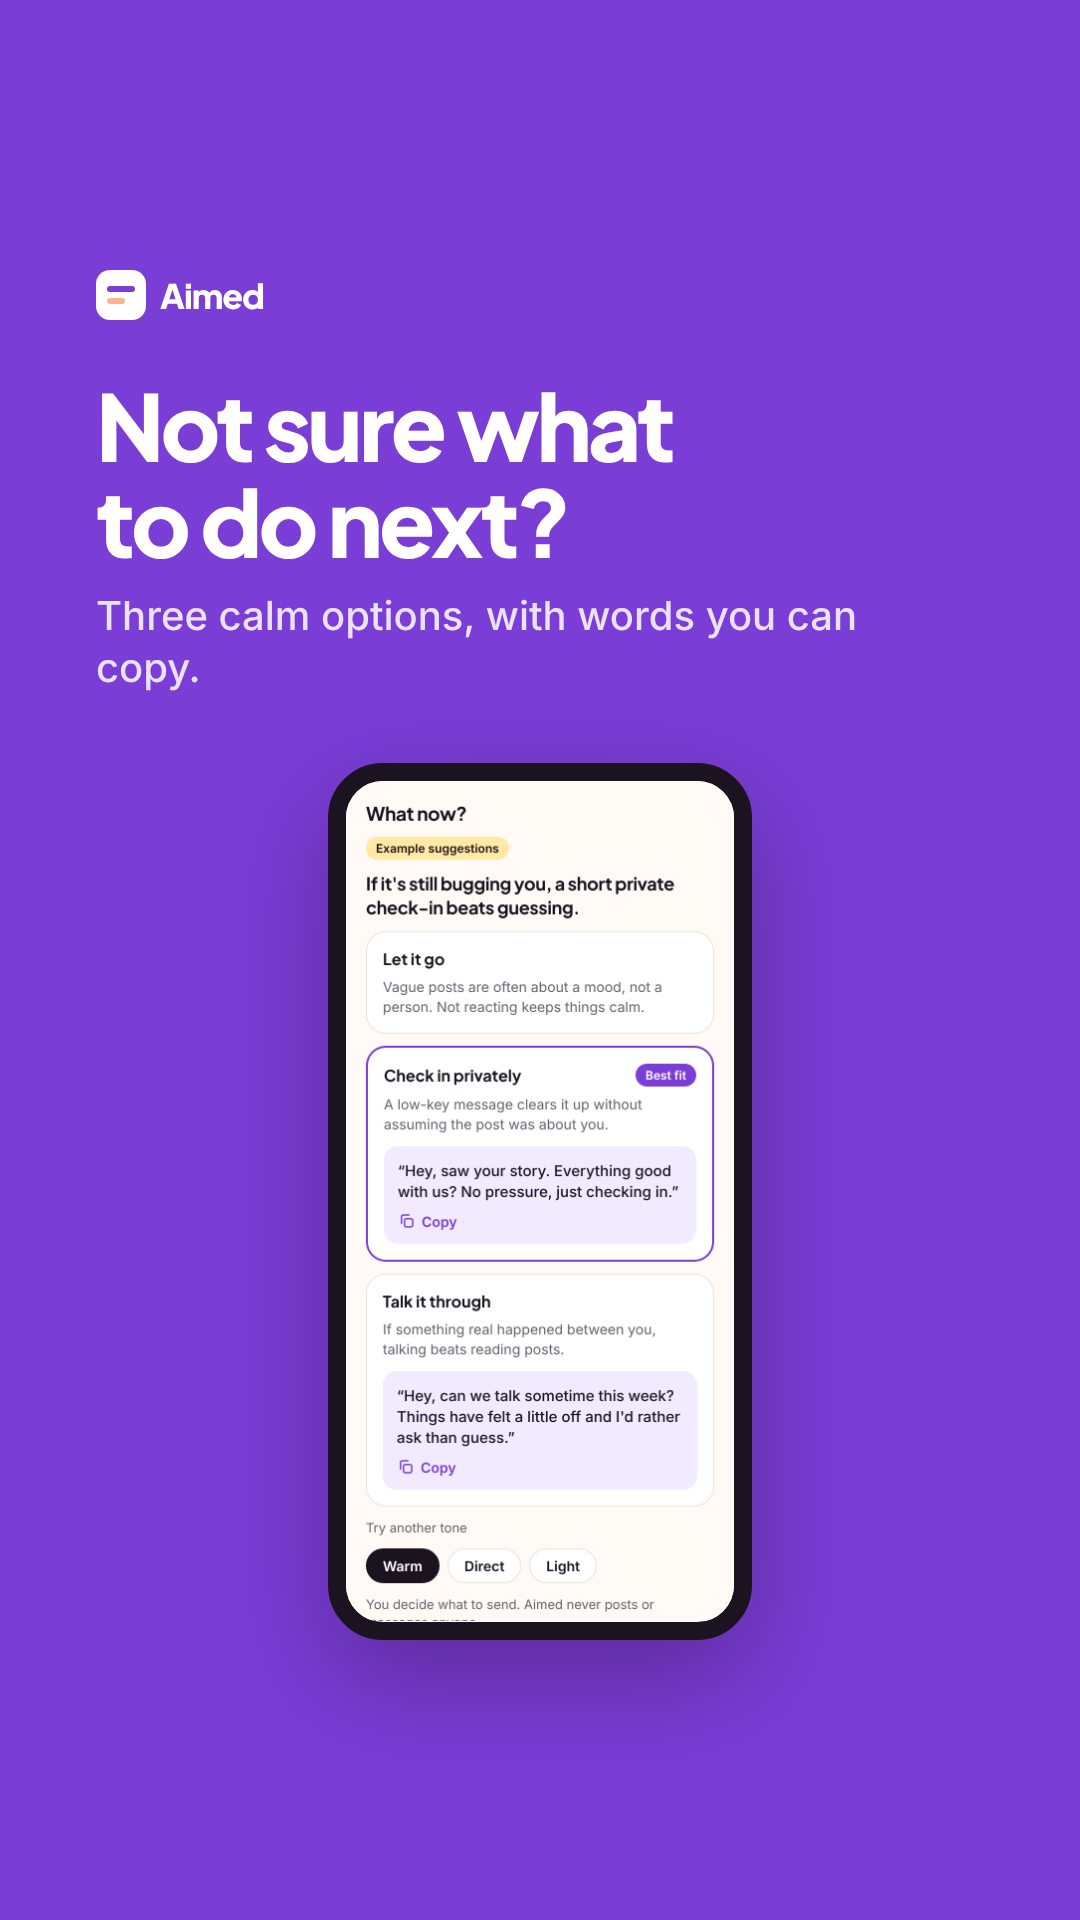 Aimed
Not sure what
to do next?
Three calm options, with words you can
copy.
What now?
Example suggestions
If it's still bugging you, a short private
check-in beats guessing.
Let it go
Vague posts are often about a mood, not a
person. Not reacting keeps things calm.
Check in privately
Best fit
A low-key message clears it up without
assuming the post was about you.
“Hey, saw your story. Everything good
with us? No pressure, just checking in.”
Copy
Talk it through
If something real happened between you,
talking beats reading posts.
“Hey, can we talk sometime this week?
Things have felt a little off and I'd rather
ask than guess.”
Copy
Try another tone
Warm
Direct
Light
You decide what to send. Aimed never posts or